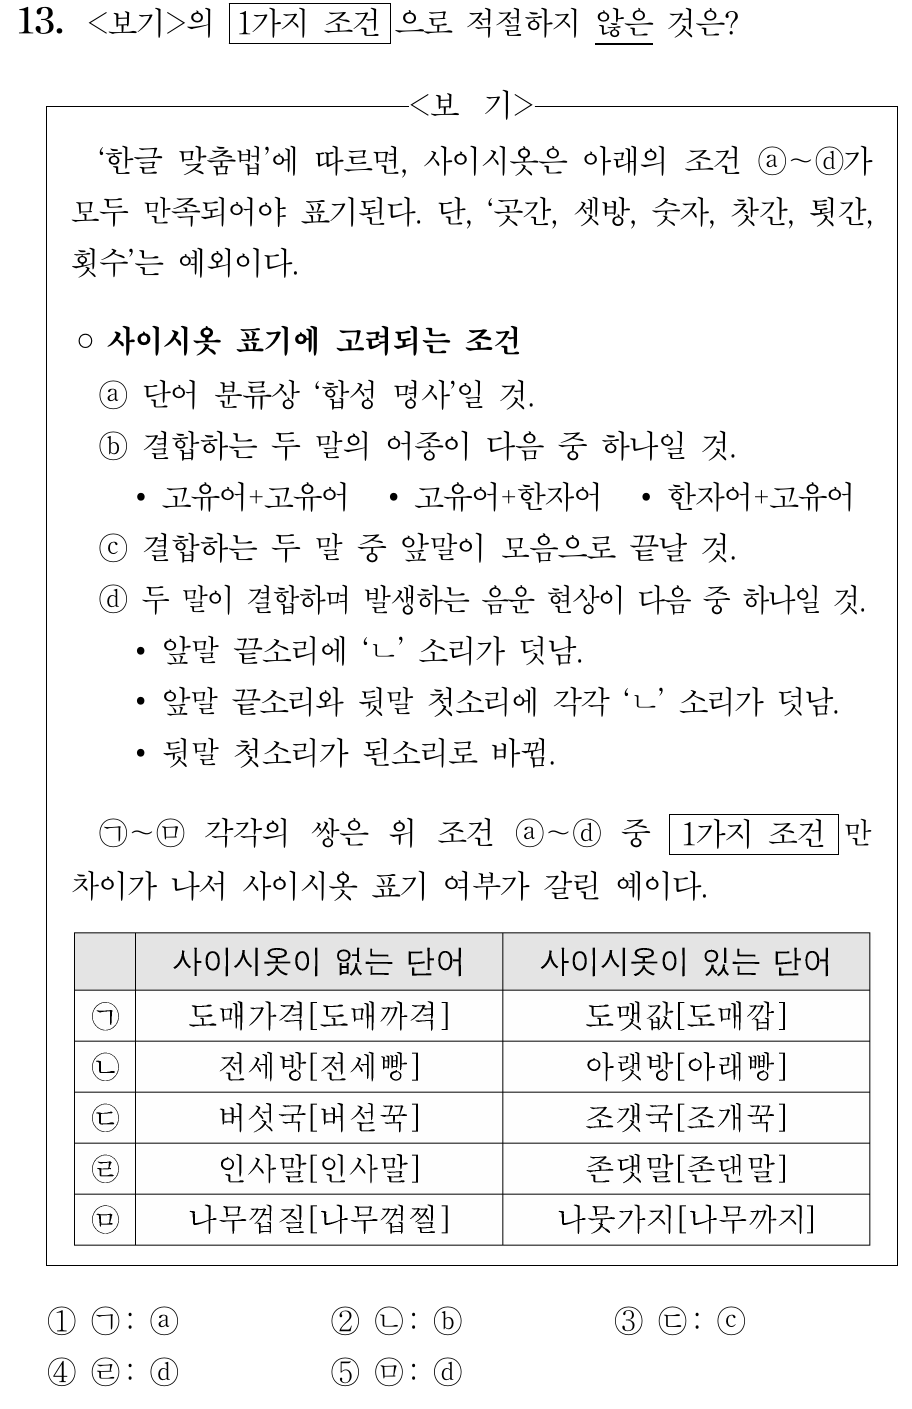 13. <보기>의 1가지 조건 으로 적절하지 않은 것은?
<보 기>
‘한글 맞춤법’에 따르면, 사이시옷은 아래의 조건 ⓐ~ⓓ가
모두 만족되어야 표기된다. 단, ‘곳간, 셋방, 숫자, 찻간, 툇간,
횟수’는 예외이다.
○ 사이시옷 표기에 고려되는 조건
ⓐ 단어 분류상 ‘합성 명사’일 것.
ⓑ 결합하는 두 말의 어종이 다음 중 하나일 것.
• 고유어+고유어 • 고유어+한자어 • 한자어+고유어
ⓒ 결합하는 두 말 중 앞말이 모음으로 끝날 것.
ⓓ 두 말이 결합하며 발생하는 음운 현상이 다음 중 하나일 것.
• 앞말 끝소리에 ‘ㄴ’ 소리가 덧남.
• 앞말 끝소리와 뒷말 첫소리에 각각 ‘ㄴ’ 소리가 덧남.
• 뒷말 첫소리가 된소리로 바뀜.
㉠~㉤ 각각의 쌍은 위 조건 ⓐ~ⓓ 중 1가지 조건 만
차이가 나서 사이시옷 표기 여부가 갈린 예이다.
사이시옷이 없는 단어 사이시옷이 있는 단어
㉠ 도매가격[도매까격] 도맷값[도매깝]
㉡ 전세방[전세빵] 아랫방[아래빵]
㉢ 버섯국[버섣꾹] 조갯국[조개꾹]
㉣ 인사말[인사말] 존댓말[존댄말]
㉤ 나무껍질[나무껍찔] 나뭇가지[나무까지]
① ㉠: ⓐ ② ㉡: ⓑ ③ ㉢: ⓒ
④ ㉣: ⓓ ⑤ ㉤: ⓓ